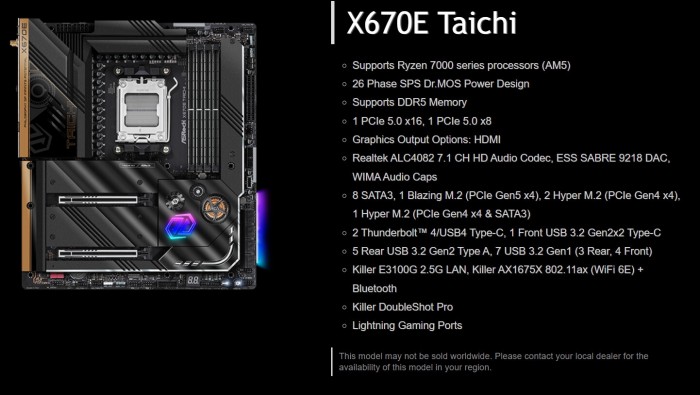 X670E Taichi
Supports Ryzen 7000 series processors (AM5)
26 Phase SPS Dr.MOS Power Design
Supports DDR5 Memory
1 PCIe 5.0 x16, 1 PCIe 5.0 x8
Graphics Output Options: HDMI
Realtek ALC4082 7.1 CH HD Audio Codec, ESS SABRE 9218 DAC,
WIMA Audio Caps
8 SATA3, 1 Blazing M.2 (PCIe Gen5 x4), 2 Hyper M.2 (PCIe Gen4 x4),
1 Hyper M.2 (PCIe Gen4 x4 & SATA3)
2 Thunderbolt™ 4/USB4 Type-C, 1 Front USB 3.2 Gen2x2 Type-C
5 Rear USB 3.2 Gen2 Type A, 7 USB 3.2 Gen1 (3 Rear, 4 Front)
Killer E3100G 2.5G LAN, Killer AX1675X 802.11ax (WiFi 6E) +
Bluetooth
Killer DoubleShot Pro
Lightning Gaming Ports
This model may not be sold worldwide. Please contact your local dealer for the
availability of this model in your region.
X670E
TAICHI
ASRock X670E TAICHI